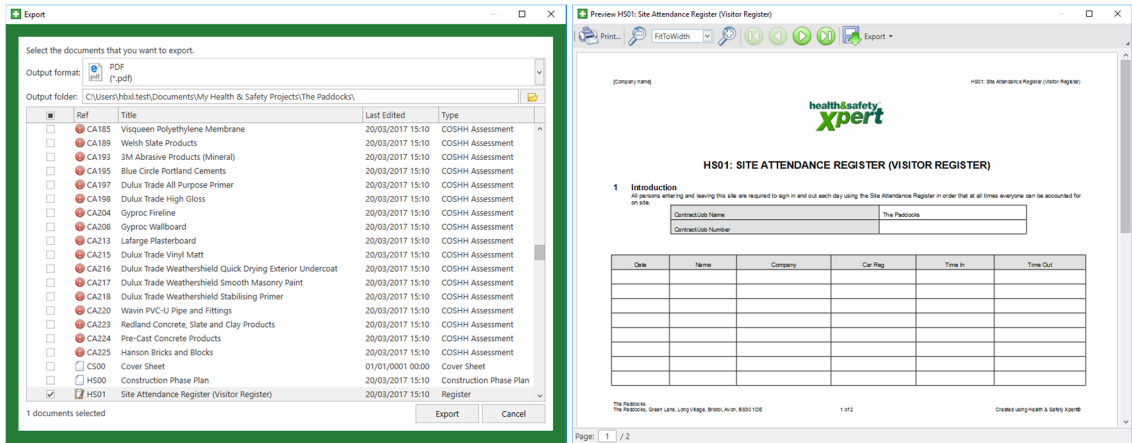 Export
Select the documents that you want to export.
Output format:
PDF
(*.pdf)
Output folder: C:\Users\hbxl.test\Documents\My Health & Safety Projects\The Paddocks\
Ref Title Last Edited Type
CA185 Visqueen Polyethylene Membrane 20/03/2017 15:10 COSHH Assessment
CA189 Welsh Slate Products 20/03/2017 15:10 COSHH Assessment
CA193 3M Abrasive Products (Mineral) 20/03/2017 15:10 COSHH Assessment
CA195 Blue Circle Portland Cements 20/03/2017 15:10 COSHH Assessment
CA197 Dulux Trade All Purpose Primer 20/03/2017 15:10 COSHH Assessment
CA198 Dulux Trade High Gloss 20/03/2017 15:10 COSHH Assessment
CA204 Gyproc Fireline 20/03/2017 15:10 COSHH Assessment
CA208 Gyproc Wallboard 20/03/2017 15:10 COSHH Assessment
CA213 Lafarge Plasterboard 20/03/2017 15:10 COSHH Assessment
CA215 Dulux Trade Vinyl Matt 20/03/2017 15:10 COSHH Assessment
CA216 Dulux Trade Weathershield Quick Drying Exterior Undercoat 20/03/2017 15:10 COSHH Assessment
CA217 Dulux Trade Weathershield Smooth Masonry Paint 20/03/2017 15:10 COSHH Assessment
CA218 Dulux Trade Weathershield Stabilising Primer 20/03/2017 15:10 COSHH Assessment
CA220 Wavin PVC-U Pipe and Fittings 20/03/2017 15:10 COSHH Assessment
CA223 Redland Concrete, Slate and Clay Products 20/03/2017 15:10 COSHH Assessment
CA224 Pre-Cast Concrete Products 20/03/2017 15:10 COSHH Assessment
CA225 Hanson Bricks and Blocks 20/03/2017 15:10 COSHH Assessment
CS00 Cover Sheet 01/01/0001 00:00 Cover Sheet
HS00 Construction Phase Plan 20/03/2017 15:10 Construction Phase Plan
HS01 Site Attendance Register (Visitor Register) 20/03/2017 15:10 Register
1 documents selected
Export Cancel
Preview HS01: Site Attendance Register (Visitor Register)
Print... FitToWidth Export
[Company name] HS01: Site Attendance Register (Visitor Register)
health&safety
xpert
HS01: SITE ATTENDANCE REGISTER (VISITOR REGISTER)
1 Introduction
All persons entering and leaving this site are required to sign in and out each day using the Site Attendance Register in order that at all times everyone can be accounted for
on site.
Contract/Job Name The Paddocks
Contract/Job Number
Date Name Company Car Reg Time In Time Out
The Paddocks
The Paddocks, Green Lane, Long Village, Bristol, Avon, BS00 1DE 1 of 2 Created using Health & Safety Xpert®
Page: 1 / 2